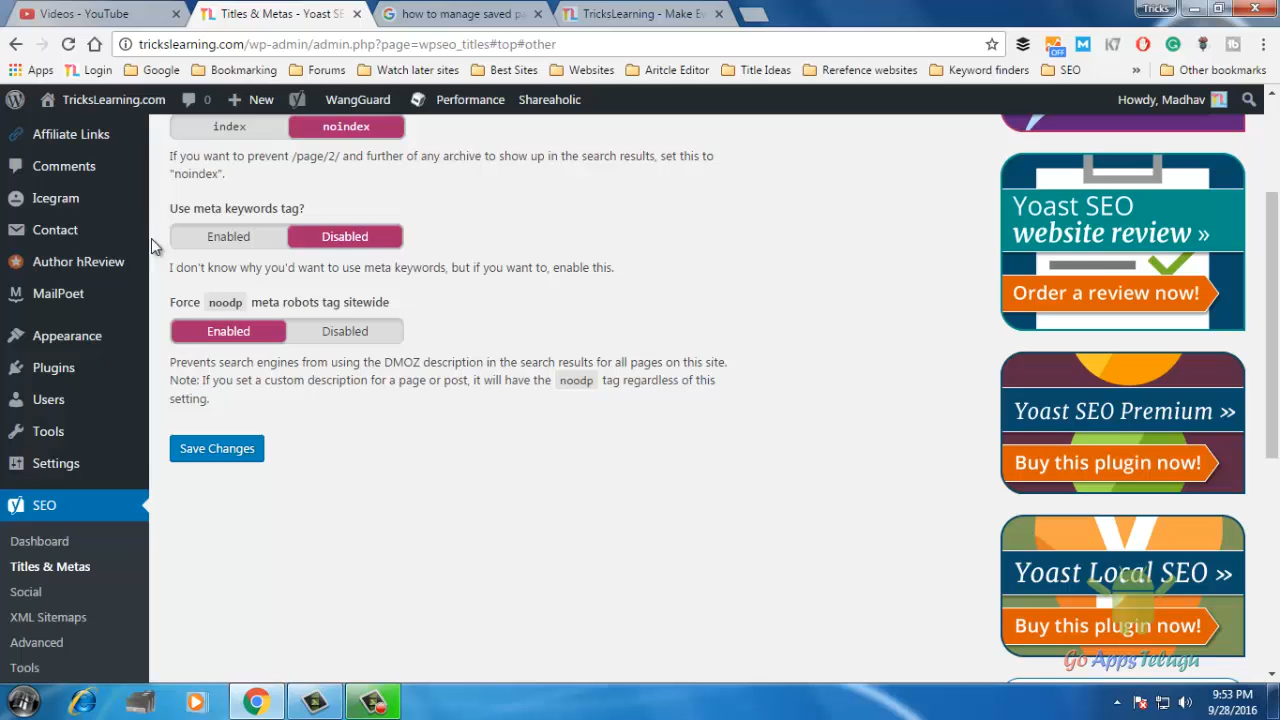 Videos - YouTube
Titles & Metas - Yoast SE
how to manage saved pa
TricksLearning - Make Ev
Tricks
trickslearning.com/wp-admin/admin.php?page=wpseo_titles#top#other
OFF
Apps
Login
Google
Bookmarking
Forums
Watch later sites
Best Sites
Websites
Aritcle Editor
Title Ideas
Rerefence websites
Keyword finders
SEO
»
Other bookmarks
TricksLearning.com
0
New
WangGuard
Performance
Shareaholic
Howdy, Madhav
Affiliate Links
Comments
Icegram
Contact
Author hReview
MailPoet
Appearance
Plugins
Users
Tools
Settings
SEO
Dashboard
Titles & Metas
Social
XML Sitemaps
Advanced
Tools
index
noindex
If you want to prevent /page/2/ and further of any archive to show up in the search results, set this to
"noindex".
Use meta keywords tag?
Enabled
Disabled
I don't know why you'd want to use meta keywords, but if you want to, enable this.
Force noodp meta robots tag sitewide
Enabled
Disabled
Prevents search engines from using the DMOZ description in the search results for all pages on this site.
Note: If you set a custom description for a page or post, it will have the noodp tag regardless of this
setting.
Save Changes
Yoast SEO
website review »
Order a review now!
Yoast SEO Premium »
Buy this plugin now!
Yoast Local SEO »
Buy this plugin now!
Go Apps Telugu
9:53 PM
9/28/2016